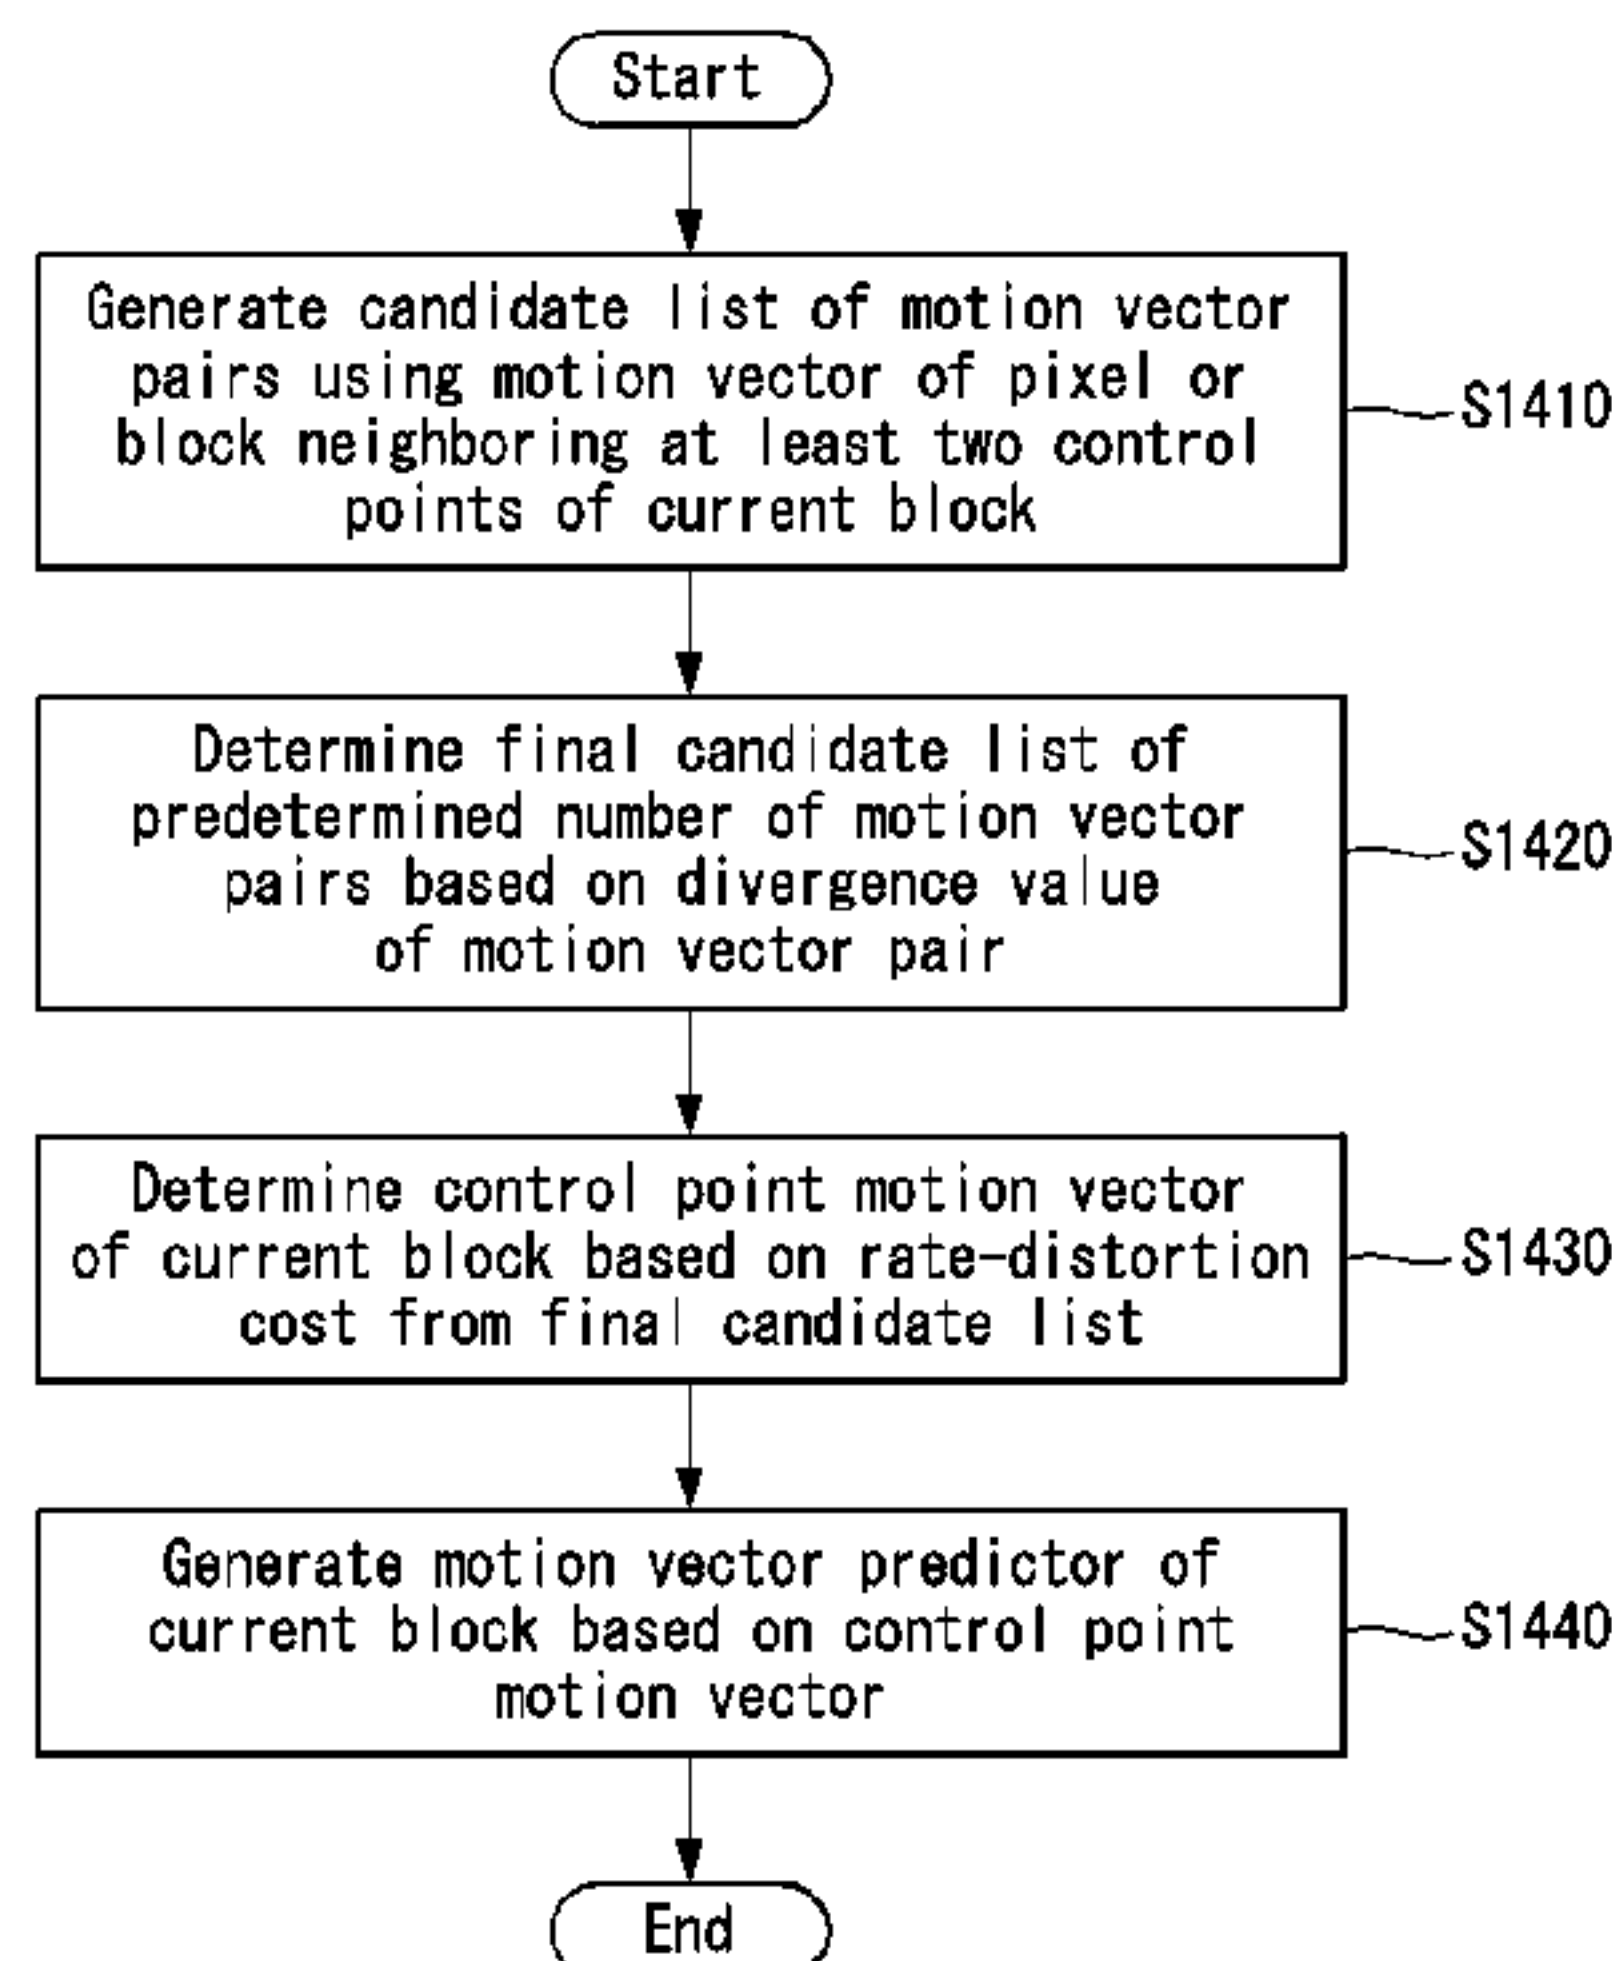 Start
Generate candidate list of motion vector
pairs using motion vector of pixel or
block neighboring at least two control
points of current block
S1410
Determine final candidate list of
predetermined number of motion vector
pairs based on divergence value
of motion vector pair
S1420
Determine control point motion vector
of current block based on rate-distortion
cost from final candidate list
S1430
Generate motion vector predictor of
current block based on control point
motion vector
S1440
End